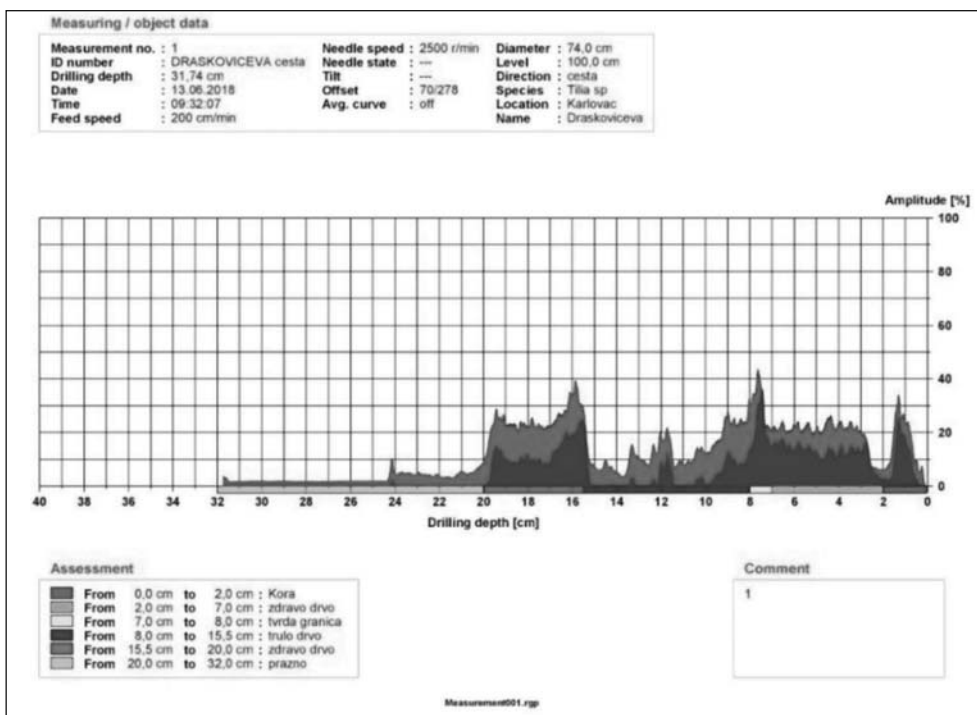 Measuring / object data
Measurement no. : 1
ID number : DRASKOVICEVA cesta
Drilling depth : 31,74 cm
Date : 13.06.2018
Time : 09:32:07
Feed speed : 200 cm/min
Needle speed : 2500 r/min
Needle state : ---
Tilt : ---
Offset : 70/278
Avg. curve : off
Diameter : 74,0 cm
Level : 100,0 cm
Direction : cesta
Species : Tilia sp
Location : Karlovac
Name : Draskoviceva
Amplitude [%]
100
80
60
40
20
0
40 38 36 34 32 30 28 26 24 22 20 18 16 14 12 10 8 6 4 2 0
Drilling depth [cm]
Assessment
From 0,0 cm to 2,0 cm : Kora
From 2,0 cm to 7,0 cm : zdravo drvo
From 7,0 cm to 8,0 cm : tvrda granica
From 8,0 cm to 15,5 cm : trulo drvo
From 15,5 cm to 20,0 cm : zdravo drvo
From 20,0 cm to 32,0 cm : prazno
Comment
1
Measurement001.rgp